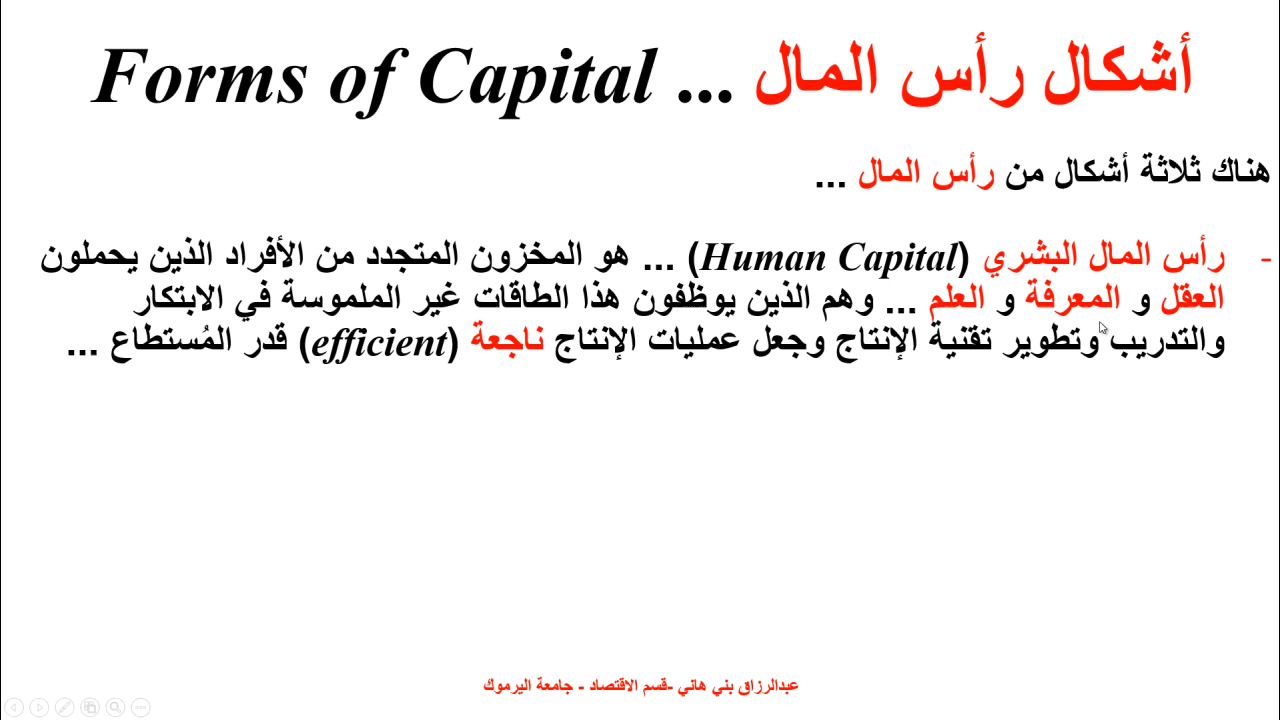 أشكال رأس المال ... Forms of Capital
هناك ثلاثة أشكال من رأس المال ...
- رأس المال البشري (Human Capital) ... هو المخزون المتجدد من الأفراد الذين يحملون
العقل و المعرفة و العلم ... وهم الذين يوظفون هذا الطاقات غير الملموسة في الابتكار
والتدريب وتطوير تقنية الإنتاج وجعل عمليات الإنتاج ناجعة (efficient) قدر المُستطاع ...
عبدالرزاق بني هاني -قسم الاقتصاد - جامعة اليرموك